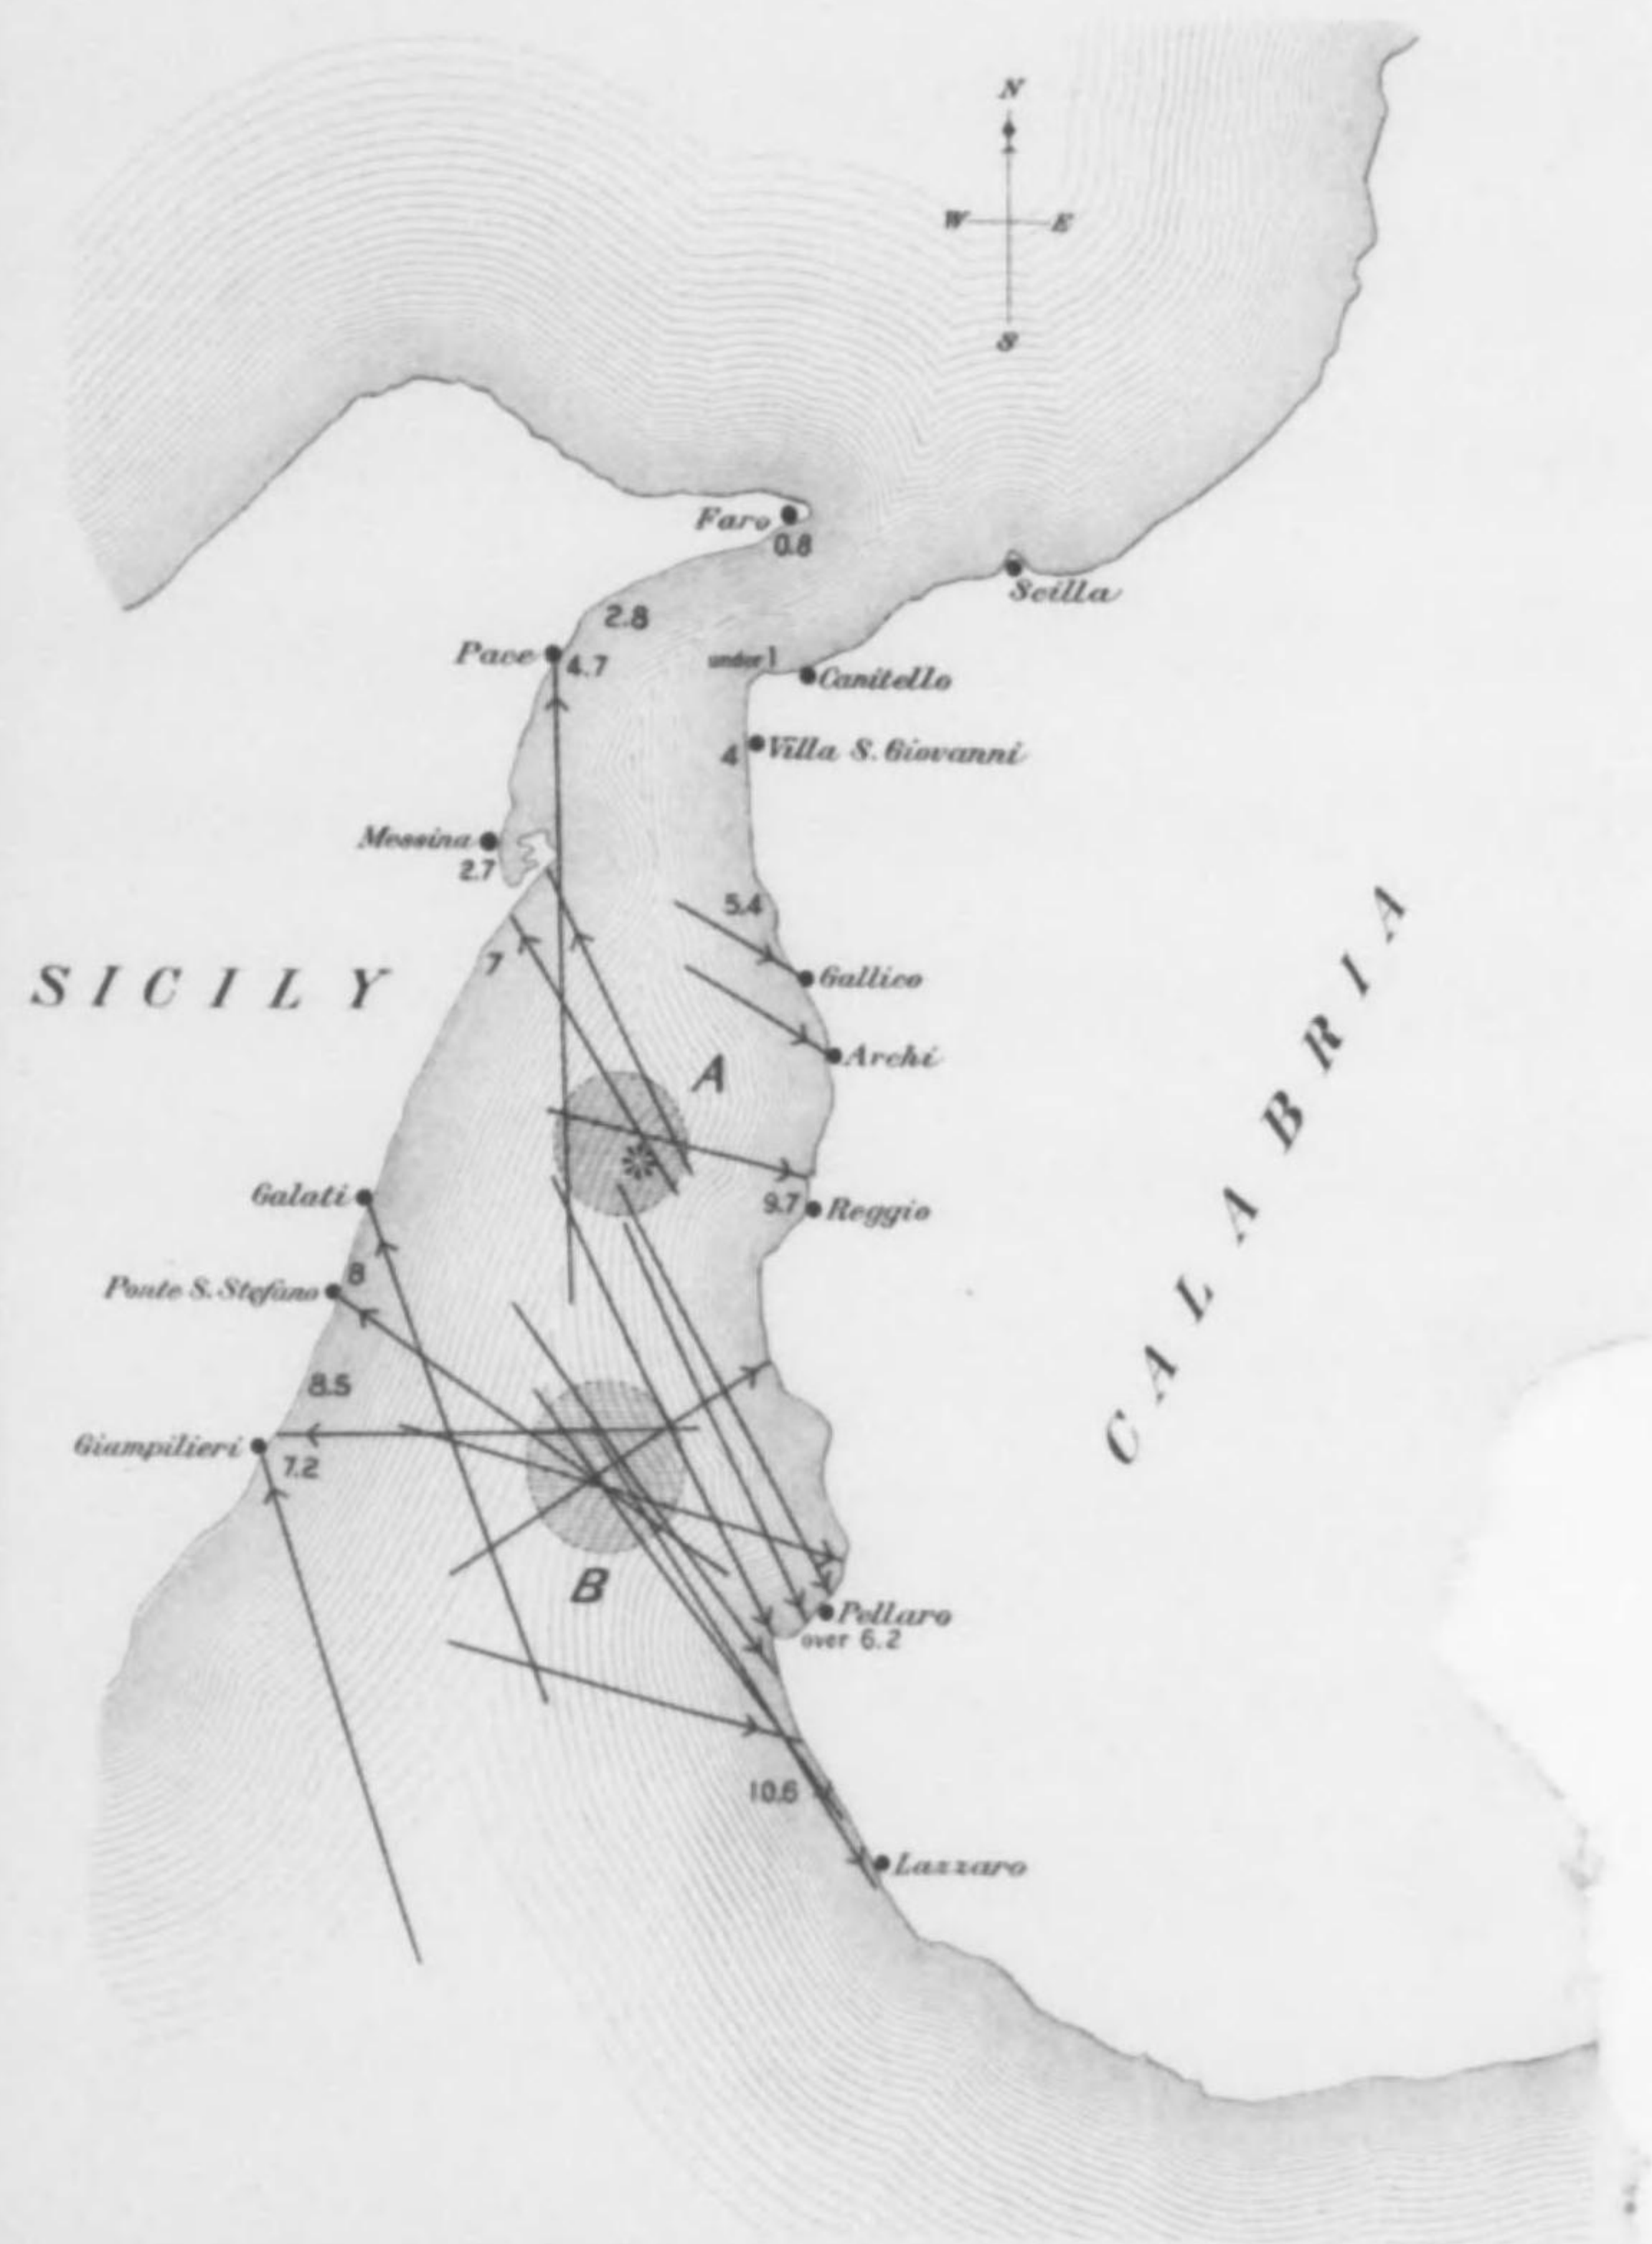 N
W E
S
Faro
0.8
Scilla
2.8
Pace
4.7
under 1
Canitello
4
Villa S. Giovanni
Messina
2.7
5.4
7
Gallico
SICILY
Archi
A
CALABRIA
Galati
9.7
Reggio
8
Ponte S. Stefano
8.5
Giampilieri
7.2
B
Pellaro
over 6.2
10.6
Lazzaro